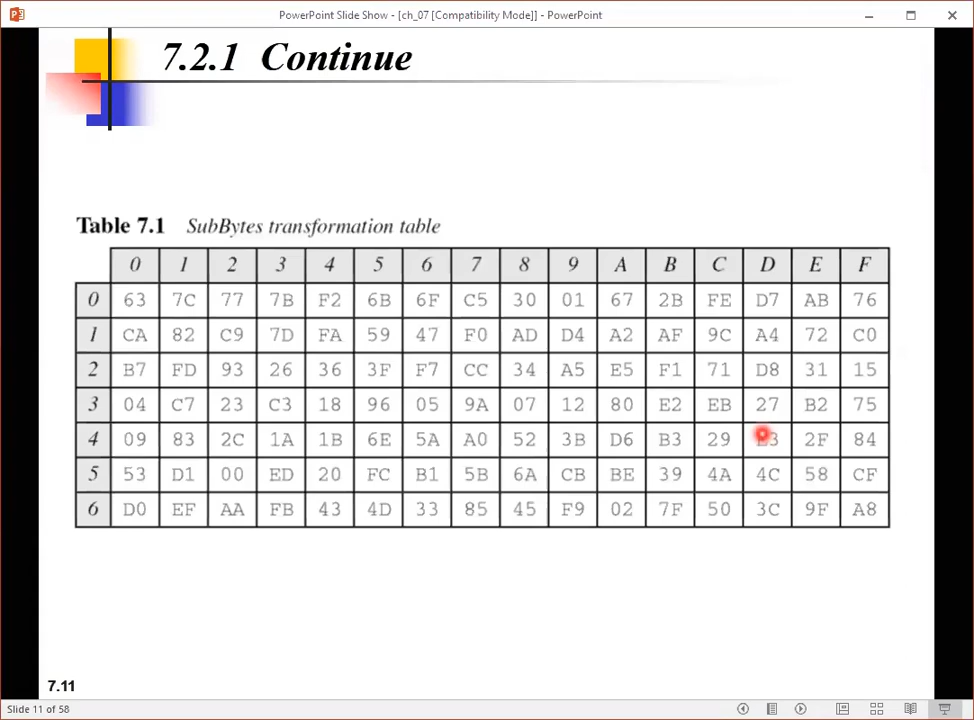 PowerPoint Slide Show - [ch_07 [Compatibility Mode]] - PowerPoint
7.2.1 Continue
Table 7.1 SubBytes transformation table
0 1 2 3 4 5 6 7 8 9 A B C D E F
0 63 7C 77 7B F2 6B 6F C5 30 01 67 2B FE D7 AB 76
1 CA 82 C9 7D FA 59 47 F0 AD D4 A2 AF 9C A4 72 C0
2 B7 FD 93 26 36 3F F7 CC 34 A5 E5 F1 71 D8 31 15
3 04 C7 23 C3 18 96 05 9A 07 12 80 E2 EB 27 B2 75
4 09 83 2C 1A 1B 6E 5A A0 52 3B D6 B3 29 E3 2F 84
5 53 D1 00 ED 20 FC B1 5B 6A CB BE 39 4A 4C 58 CF
6 D0 EF AA FB 43 4D 33 85 45 F9 02 7F 50 3C 9F A8
7.11
Slide 11 of 58